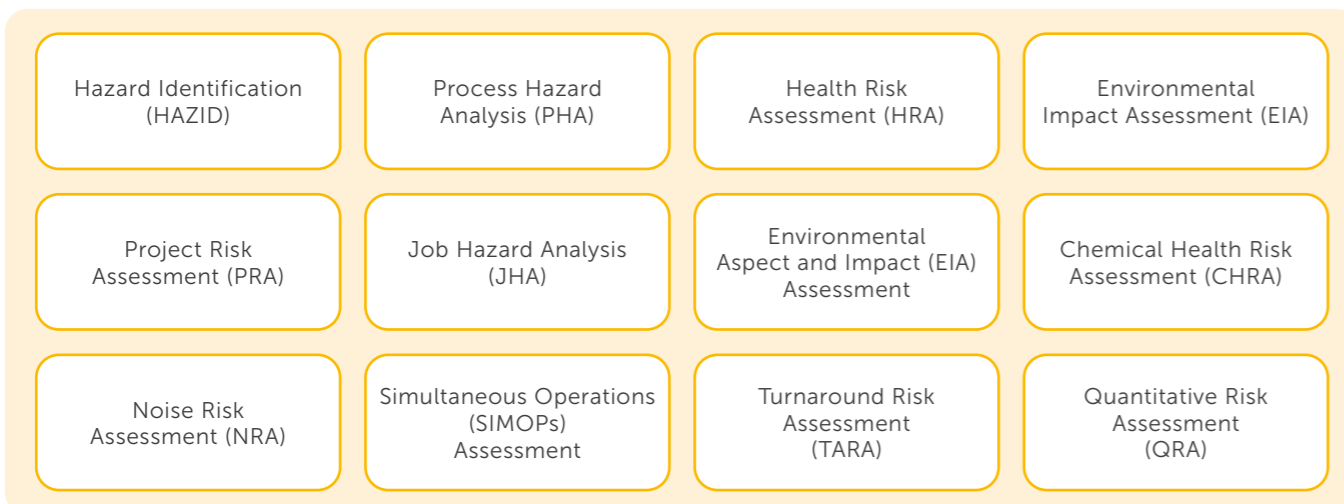 Hazard Identification
(HAZID)
Process Hazard
Analysis (PHA)
Health Risk
Assessment (HRA)
Environmental
Impact Assessment (EIA)
Project Risk
Assessment (PRA)
Job Hazard Analysis
(JHA)
Environmental
Aspect and Impact (EIA)
Assessment
Chemical Health Risk
Assessment (CHRA)
Noise Risk
Assessment (NRA)
Simultaneous Operations
(SIMOPs)
Assessment
Turnaround Risk
Assessment
(TARA)
Quantitative Risk
Assessment
(QRA)